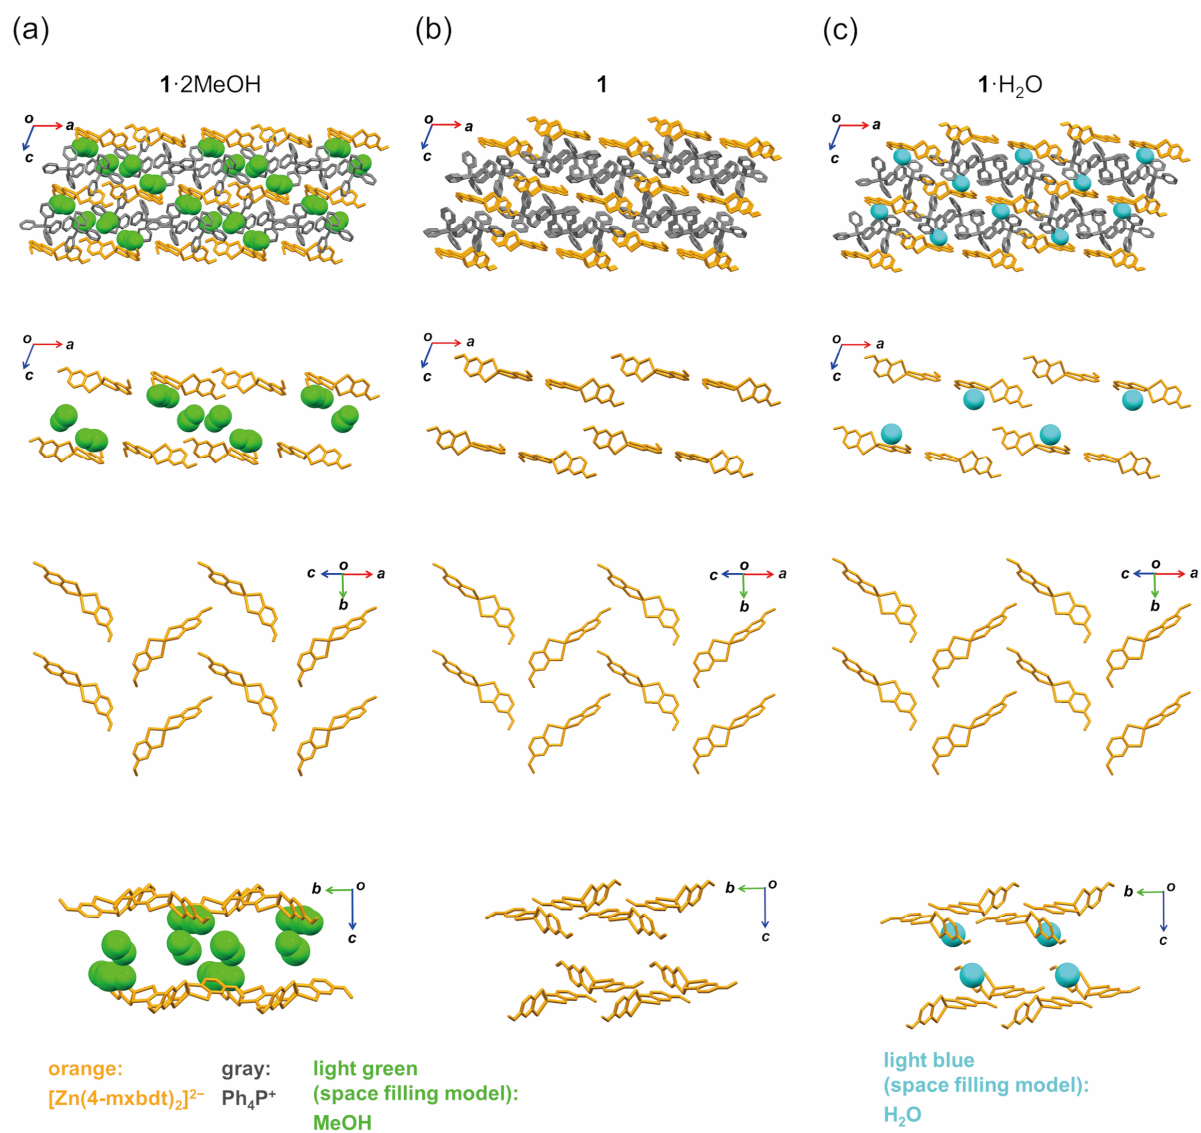 (a)
(b)
(c)
1·2MeOH
1
1·H₂O
o
a
c
o
a
c
o
a
c
o
a
c
o
a
c
o
a
c
c
o
a
b
c
o
a
b
c
o
a
b
b
o
c
b
o
c
b
o
c
orange:
[Zn(4-mxbdt)₂]²⁻
gray:
Ph₄P⁺
light green
(space filling model):
MeOH
light blue
(space filling model):
H₂O